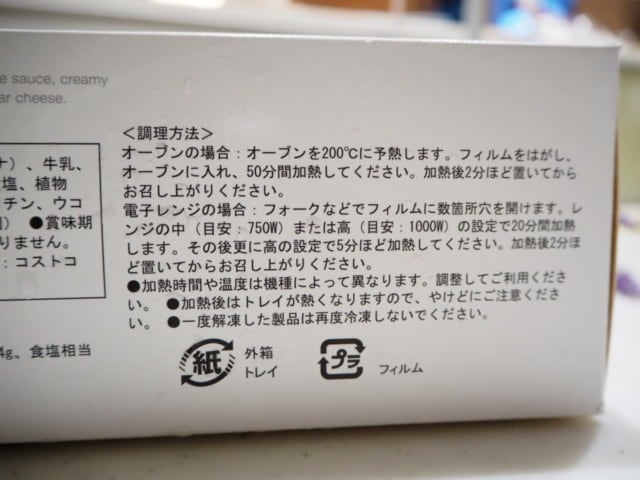 e sauce, creamy
ar cheese.
ナ)、牛乳、
塩、植物
チン、ウコ
●賞味期
りません。
：コストコ
4g、食塩相当
＜調理方法＞
オーブンの場合：オーブンを200℃に予熱します。フィルムをはがし、
オーブンに入れ、50分間加熱してください。加熱後2分ほど置いてから
お召し上がりください。
電子レンジの場合：フォークなどでフィルムに数箇所穴を開けます。レ
ンジの中（目安：750W）または高（目安：1000W）の設定で20分間加熱
します。その後更に高の設定で5分ほど加熱してください。加熱後2分ほ
ど置いてからお召し上がりください。
●加熱時間や温度は機種によって異なります。調整してご利用くださ
い。 ●加熱後はトレイが熱くなりますので、やけどにご注意くださ
い。 ●一度解凍した製品は再度冷凍しないでください。
紙 外箱
トレイ
プラ フィルム